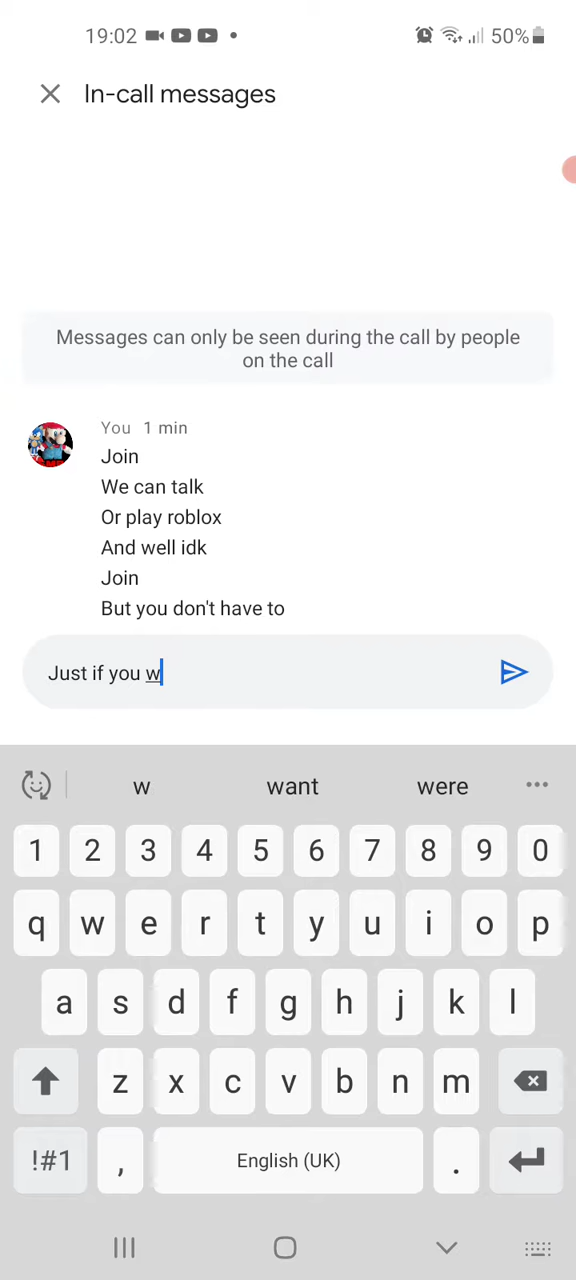 19:02 50%
In-call messages
Messages can only be seen during the call by people
on the call
You 1 min
Join
We can talk
Or play roblox
And well idk
Join
But you don't have to
Just if you w
w want were
1 2 3 4 5 6 7 8 9 0
q w e r t y u i o p
a s d f g h j k l
z x c v b n m
!#1 , English (UK) .